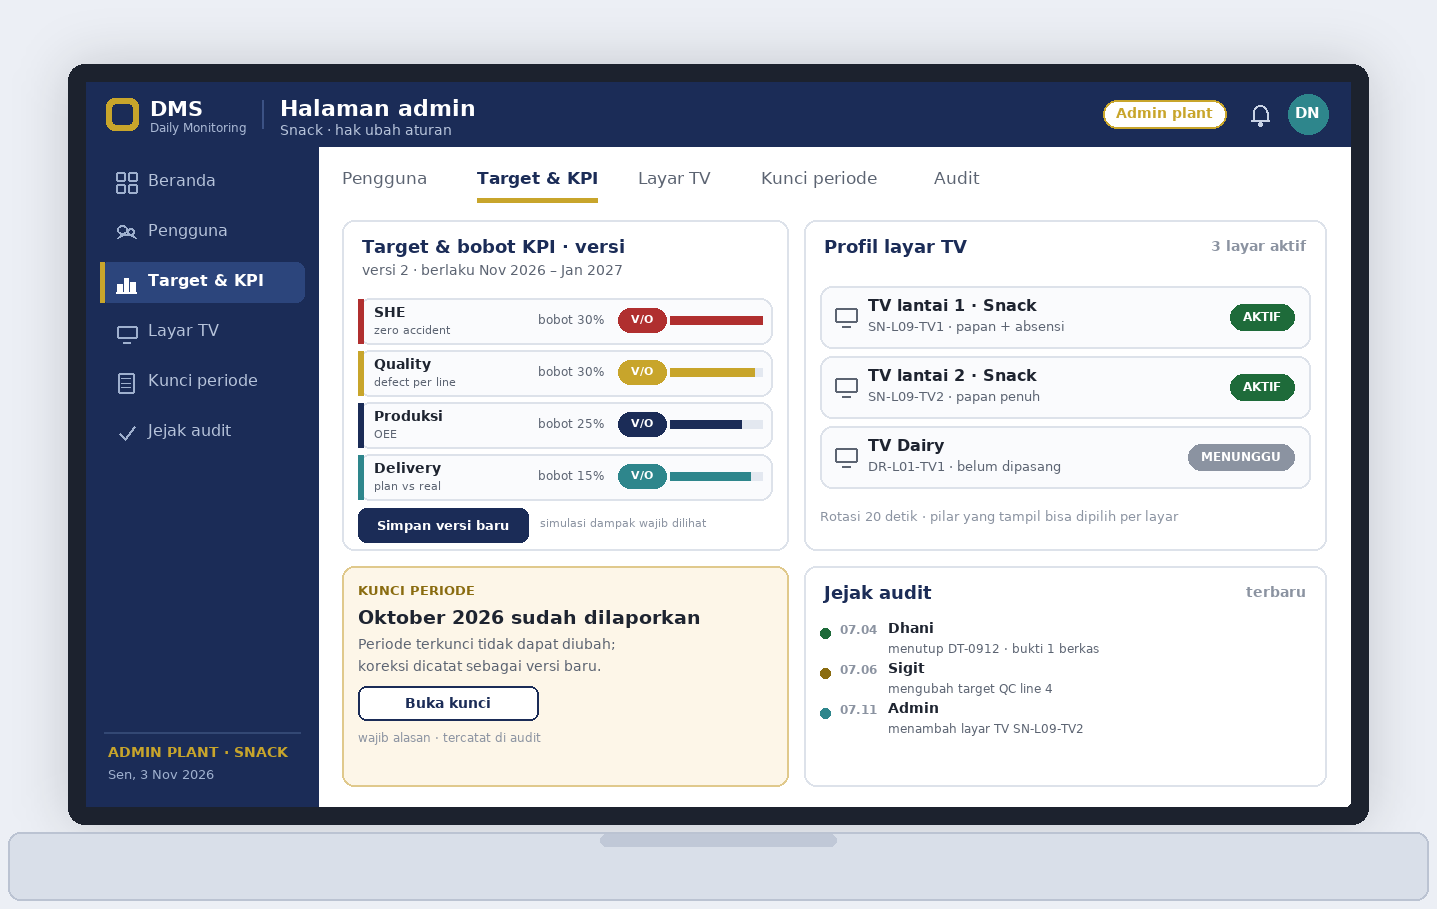 DMS
Daily Monitoring
Halaman admin
Snack · hak ubah aturan
Admin plant
DN
Beranda
Pengguna
Target & KPI
Layar TV
Kunci periode
Jejak audit
ADMIN PLANT · SNACK
Sen, 3 Nov 2026
Pengguna
Target & KPI
Layar TV
Kunci periode
Audit
Target & bobot KPI · versi
versi 2 · berlaku Nov 2026 – Jan 2027
SHE
zero accident
bobot 30%
V/O
Quality
defect per line
bobot 30%
V/O
Produksi
OEE
bobot 25%
V/O
Delivery
plan vs real
bobot 15%
V/O
Simpan versi baru
simulasi dampak wajib dilihat
Profil layar TV
3 layar aktif
TV lantai 1 · Snack
SN-L09-TV1 · papan + absensi
AKTIF
TV lantai 2 · Snack
SN-L09-TV2 · papan penuh
AKTIF
TV Dairy
DR-L01-TV1 · belum dipasang
MENUNGGU
Rotasi 20 detik · pilar yang tampil bisa dipilih per layar
KUNCI PERIODE
Oktober 2026 sudah dilaporkan
Periode terkunci tidak dapat diubah;
koreksi dicatat sebagai versi baru.
Buka kunci
wajib alasan · tercatat di audit
Jejak audit
terbaru
07.04
Dhani
menutup DT-0912 · bukti 1 berkas
07.06
Sigit
mengubah target QC line 4
07.11
Admin
menambah layar TV SN-L09-TV2